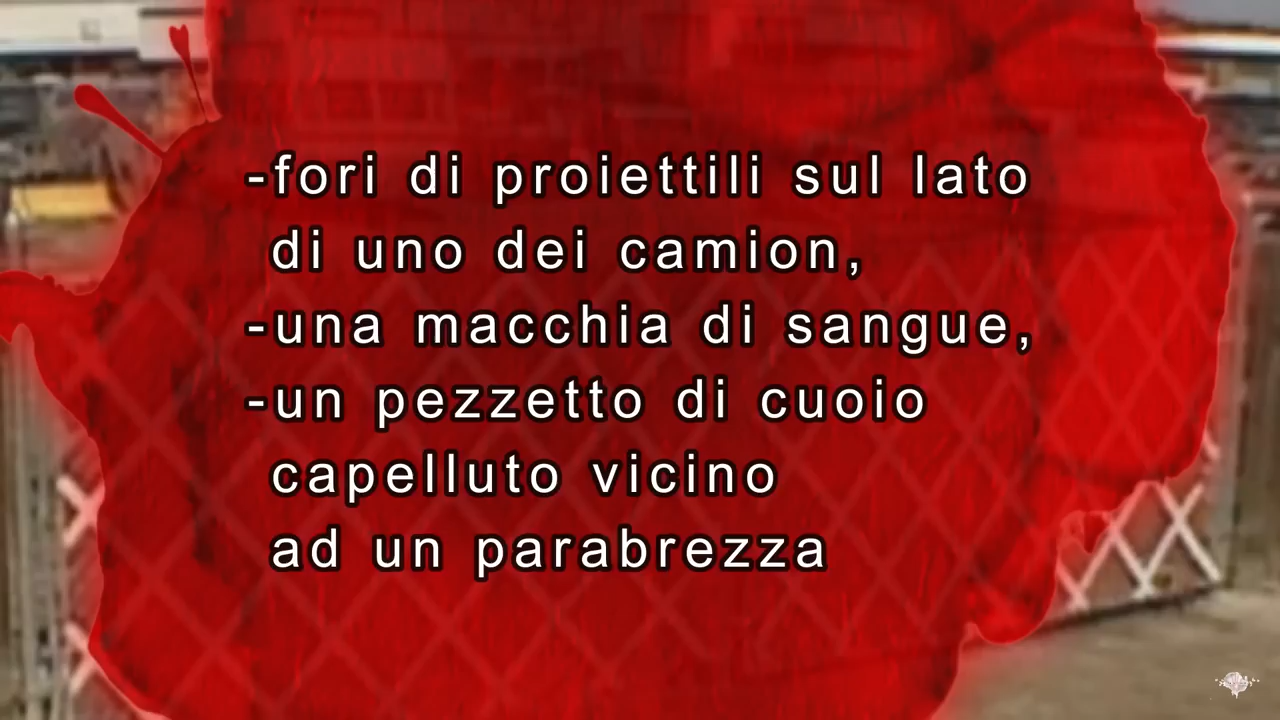 -fori di proiettili sul lato
di uno dei camion,
-una macchia di sangue,
-un pezzetto di cuoio
capelluto vicino
ad un parabrezza